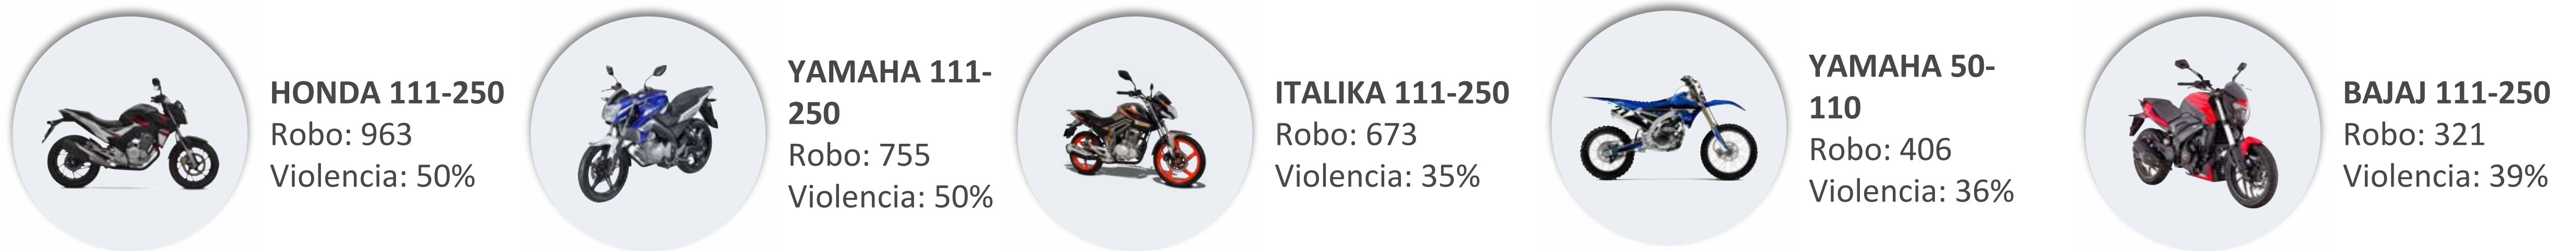 HONDA 111-250
Robo: 963
Violencia: 50%
YAMAHA 111-
250
Robo: 755
Violencia: 50%
ITALIKA 111-250
Robo: 673
Violencia: 35%
YAMAHA 50-
110
Robo: 406
Violencia: 36%
BAJAJ 111-250
Robo: 321
Violencia: 39%